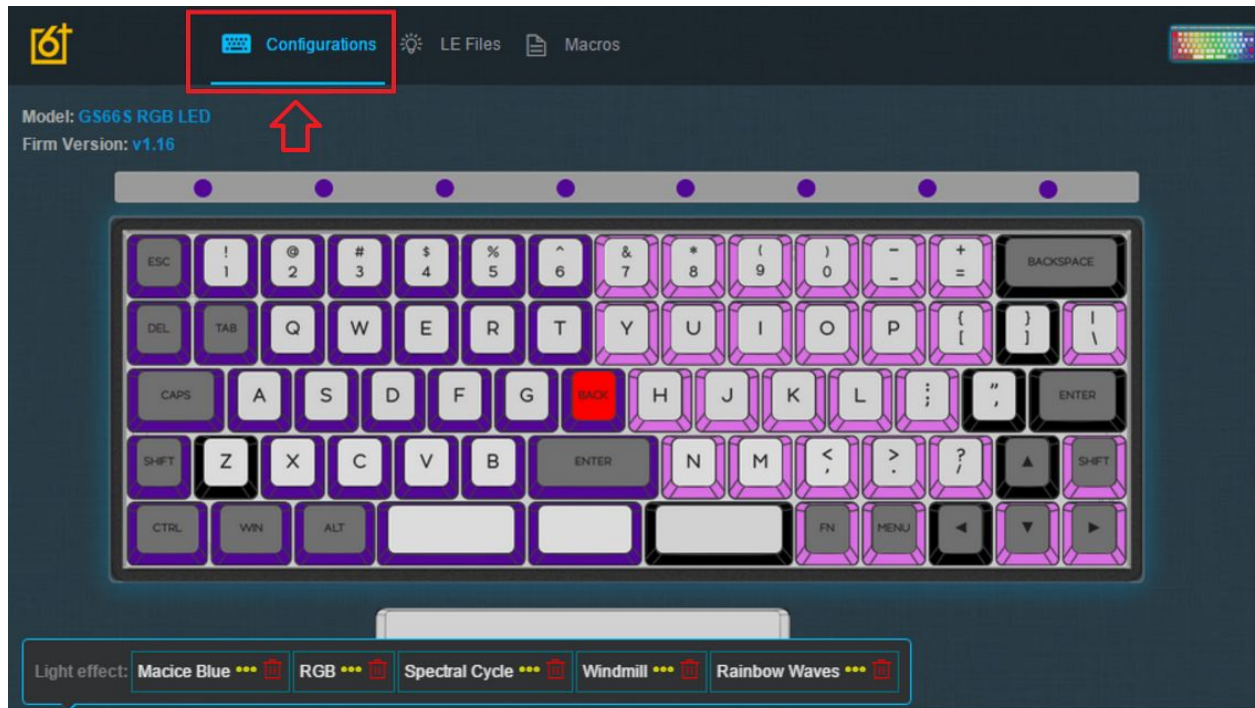 6+
Configurations LE Files Macros
Model: GS66S RGB LED
Firm Version: v1.16
ESC ! 1 @ 2 # 3 $ 4 % 5 ^ 6 & 7 * 8 ( 9 ) 0 - _ + = BACKSPACE
DEL TAB Q W E R T Y U I O P { [ } ] | \
CAPS A S D F G BACK H J K L : ; " , ENTER
SHIFT Z X C V B ENTER N M < , > . ? / ▲ SHIFT
CTRL WIN ALT FN MENU ◄ ▼ ►
Light effect: Macice Blue ••• RGB ••• Spectral Cycle ••• Windmill ••• Rainbow Waves •••